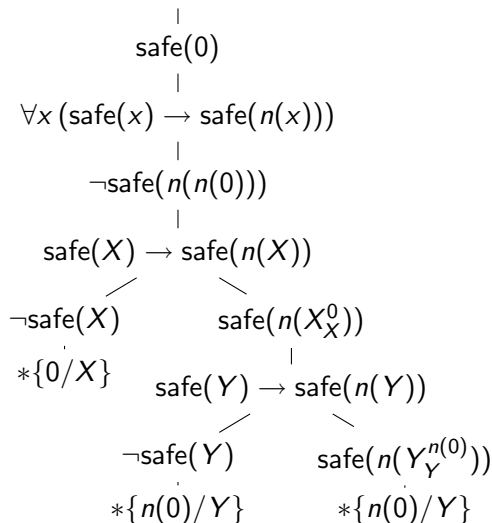 safe(0)
∀x (safe(x) → safe(n(x)))
¬safe(n(n(0)))
safe(X) → safe(n(X))
¬safe(X) safe(n(X_X^0))
∗{0/X}
safe(Y) → safe(n(Y))
¬safe(Y) safe(n(Y_Y^{n(0)}))
∗{n(0)/Y} ∗{n(0)/Y}